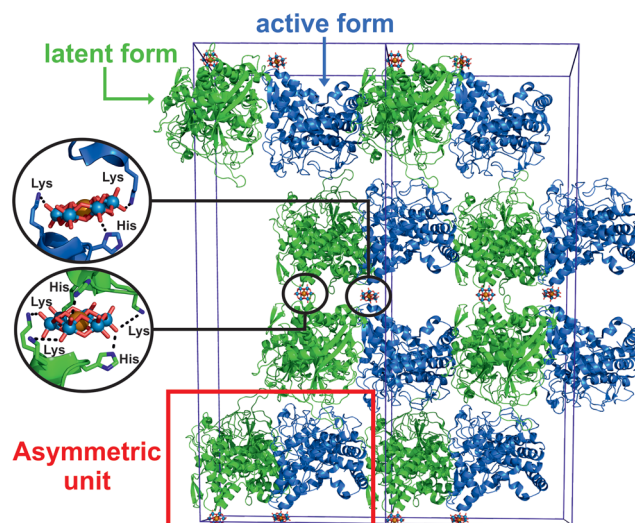 active form
latent form
Lys
Lys
His
His
Lys
Lys
Lys
His
Asymmetric
unit